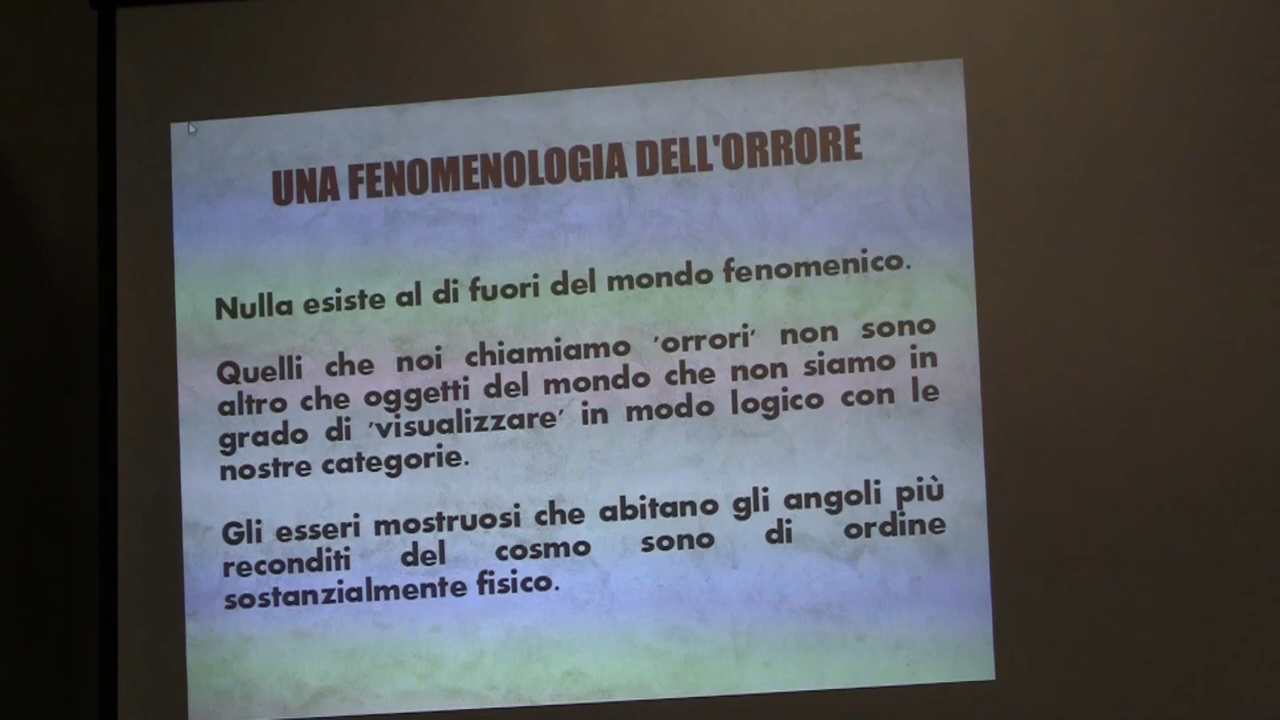 UNA FENOMENOLOGIA DELL'ORRORE
Nulla esiste al di fuori del mondo fenomenico.
Quelli che noi chiamiamo 'orrori' non sono
altro che oggetti del mondo che non siamo in
grado di 'visualizzare' in modo logico con le
nostre categorie.
Gli esseri mostruosi che abitano gli angoli più
reconditi del cosmo sono di ordine
sostanzialmente fisico.